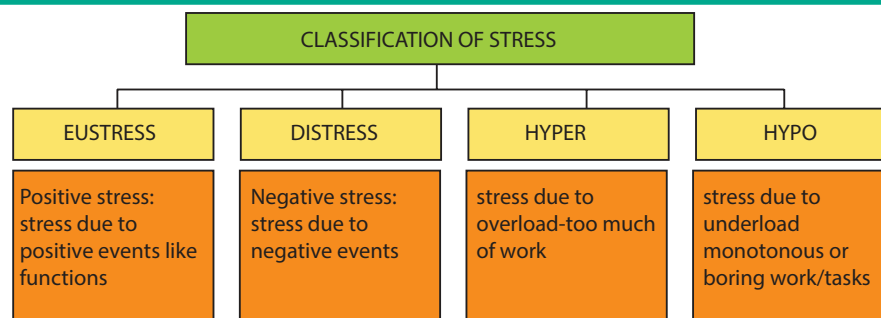 CLASSIFICATION OF STRESS
EUSTRESS
DISTRESS
HYPER
HYPO
Positive stress:
stress due to
positive events like
functions
Negative stress:
stress due to
negative events
stress due to
overload-too much
of work
stress due to
underload
monotonous or
boring work/tasks